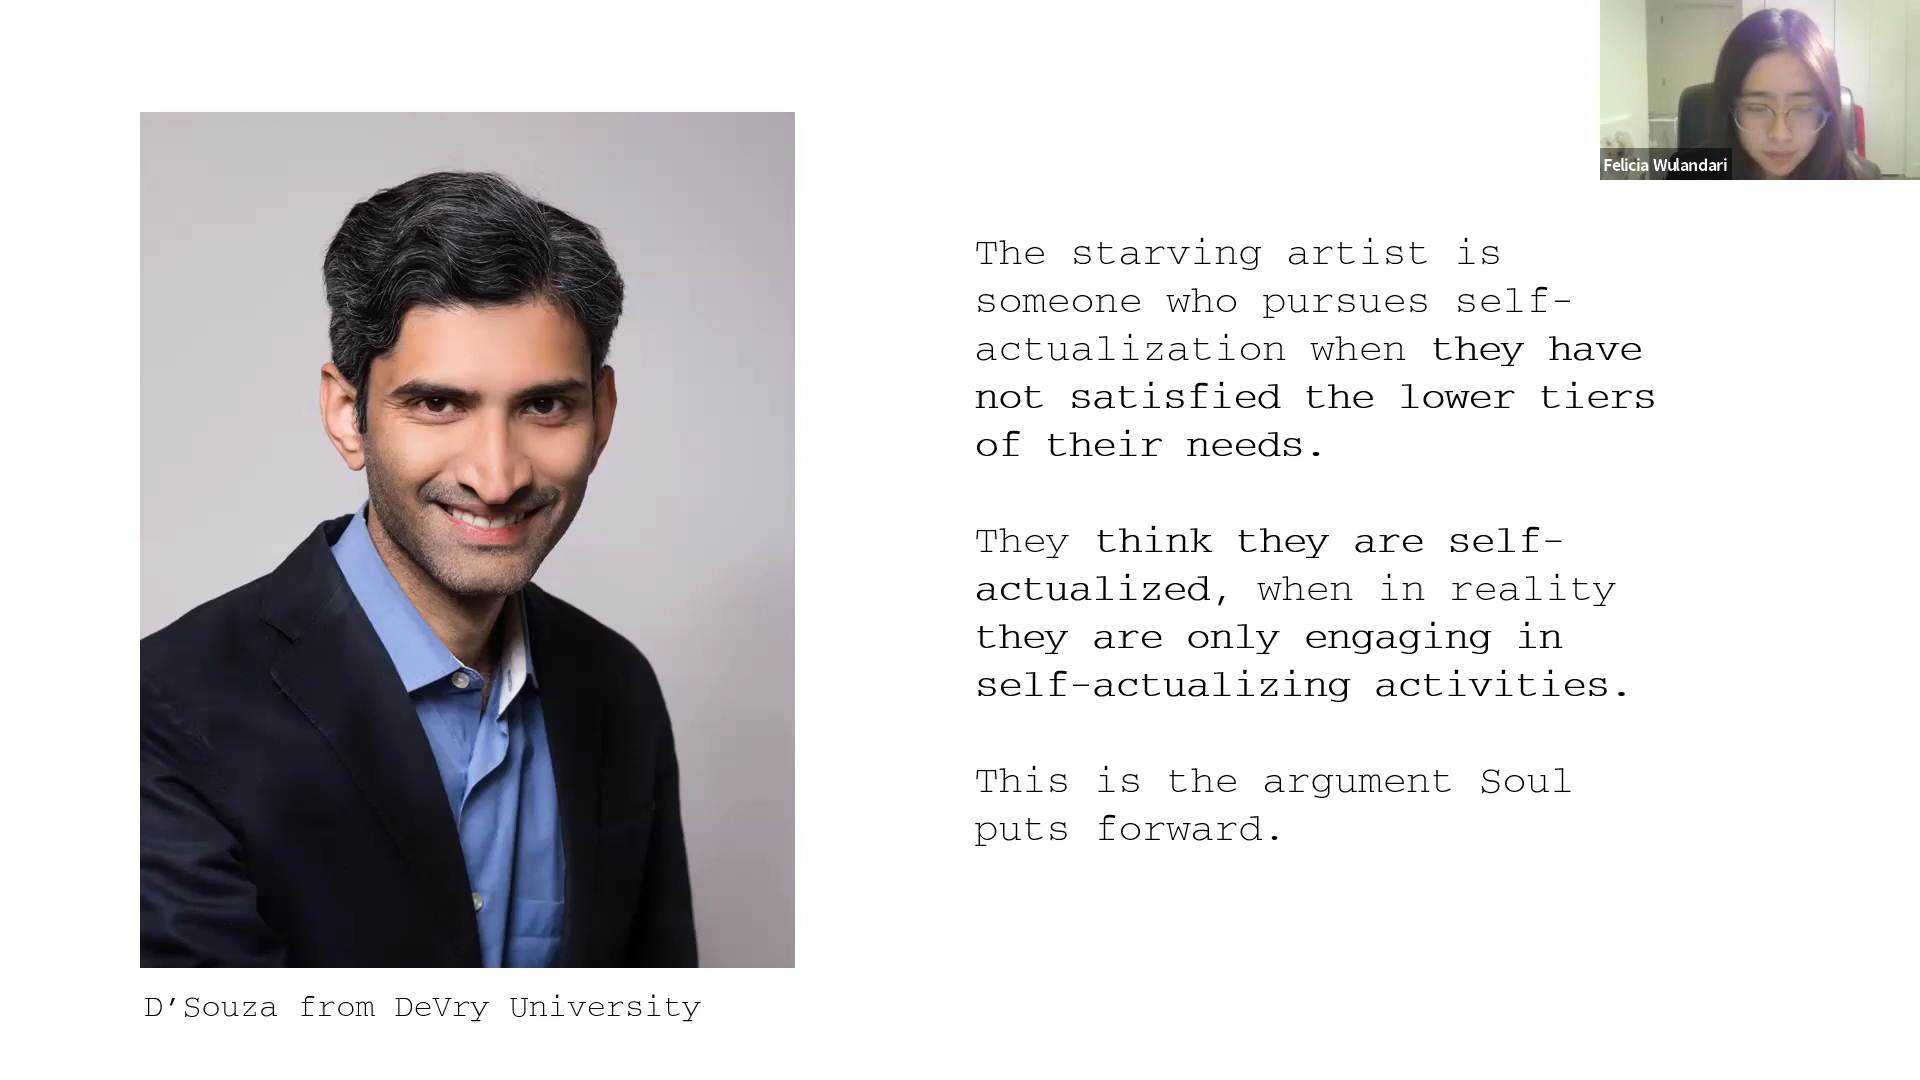 Felicia Wulandari
The starving artist is
someone who pursues self-
actualization when they have
not satisfied the lower tiers
of their needs.
They think they are self-
actualized, when in reality
they are only engaging in
self-actualizing activities.
This is the argument Soul
puts forward.
D’Souza from DeVry University